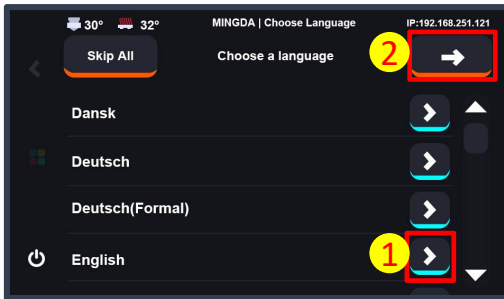 30° 32° MINGDA | Choose Language IP:192.168.251.121
Skip All Choose a language 2
Dansk
Deutsch
Deutsch(Formal)
English 1